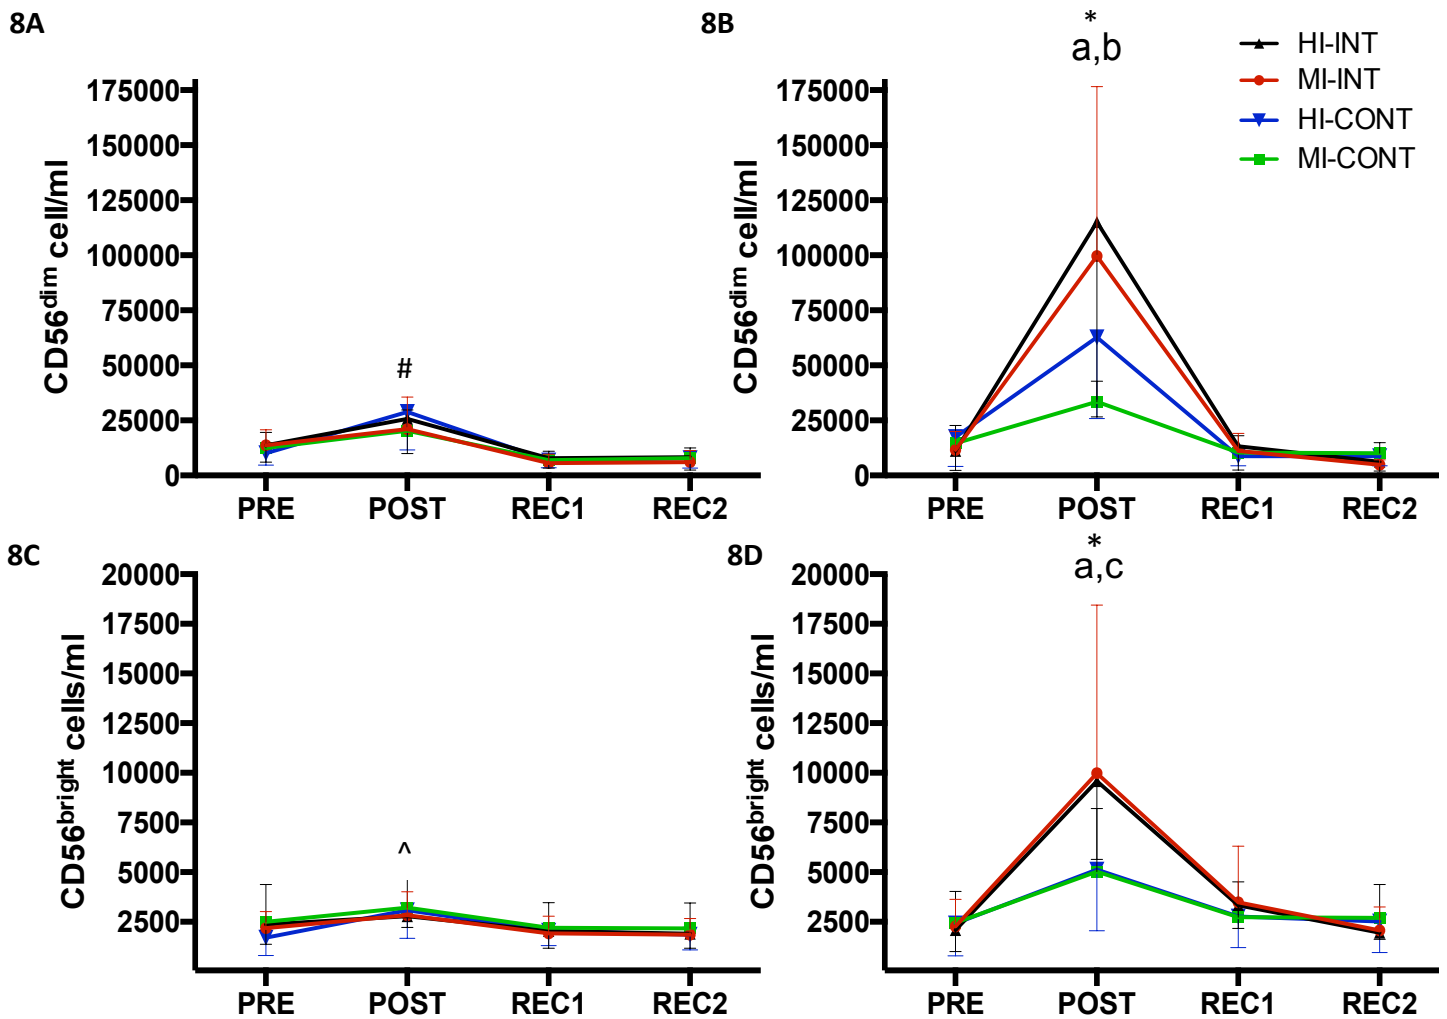 8A
CD56dim cell/ml
175000
150000
125000
100000
75000
50000
25000
0
#
PRE POST REC1 REC2
8B
*
a,b
HI-INT
MI-INT
HI-CONT
MI-CONT
CD56dim cell/ml
175000
150000
125000
100000
75000
50000
25000
0
PRE POST REC1 REC2
8C
CD56bright cells/ml
20000
17500
15000
12500
10000
7500
5000
2500
^
PRE POST REC1 REC2
8D
*
a,c
CD56bright cells/ml
20000
17500
15000
12500
10000
7500
5000
2500
PRE POST REC1 REC2